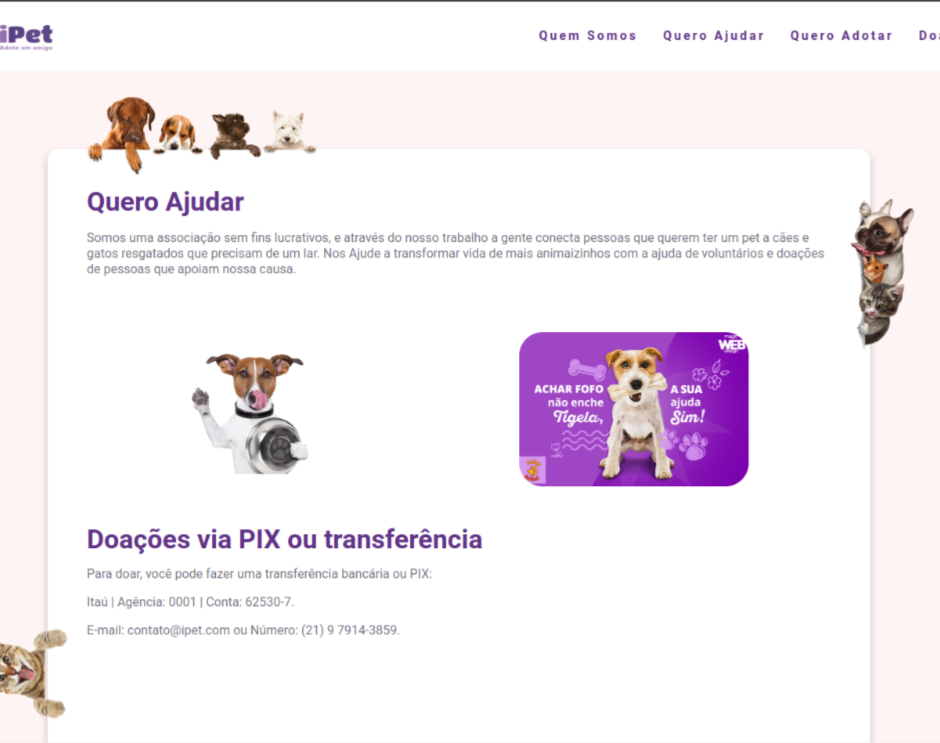 iPet
Adote um amigo
Quem Somos
Quero Ajudar
Quero Adotar
Quero Ajudar
Somos uma associação sem fins lucrativos, e através do nosso trabalho a gente conecta pessoas que querem ter um pet a cães e
gatos resgatados que precisam de um lar. Nos Ajude a transformar vida de mais animaizinhos com a ajuda de voluntários e doações
de pessoas que apoiam nossa causa.
WEB
ACHAR FOFO
não enche
Tigela,
A SUA
ajuda
Sim!
Doações via PIX ou transferência
Para doar, você pode fazer uma transferência bancária ou PIX:
Itaú | Agência: 0001 | Conta: 62530-7.
E-mail: contato@ipet.com ou Número: (21) 9 7914-3859.